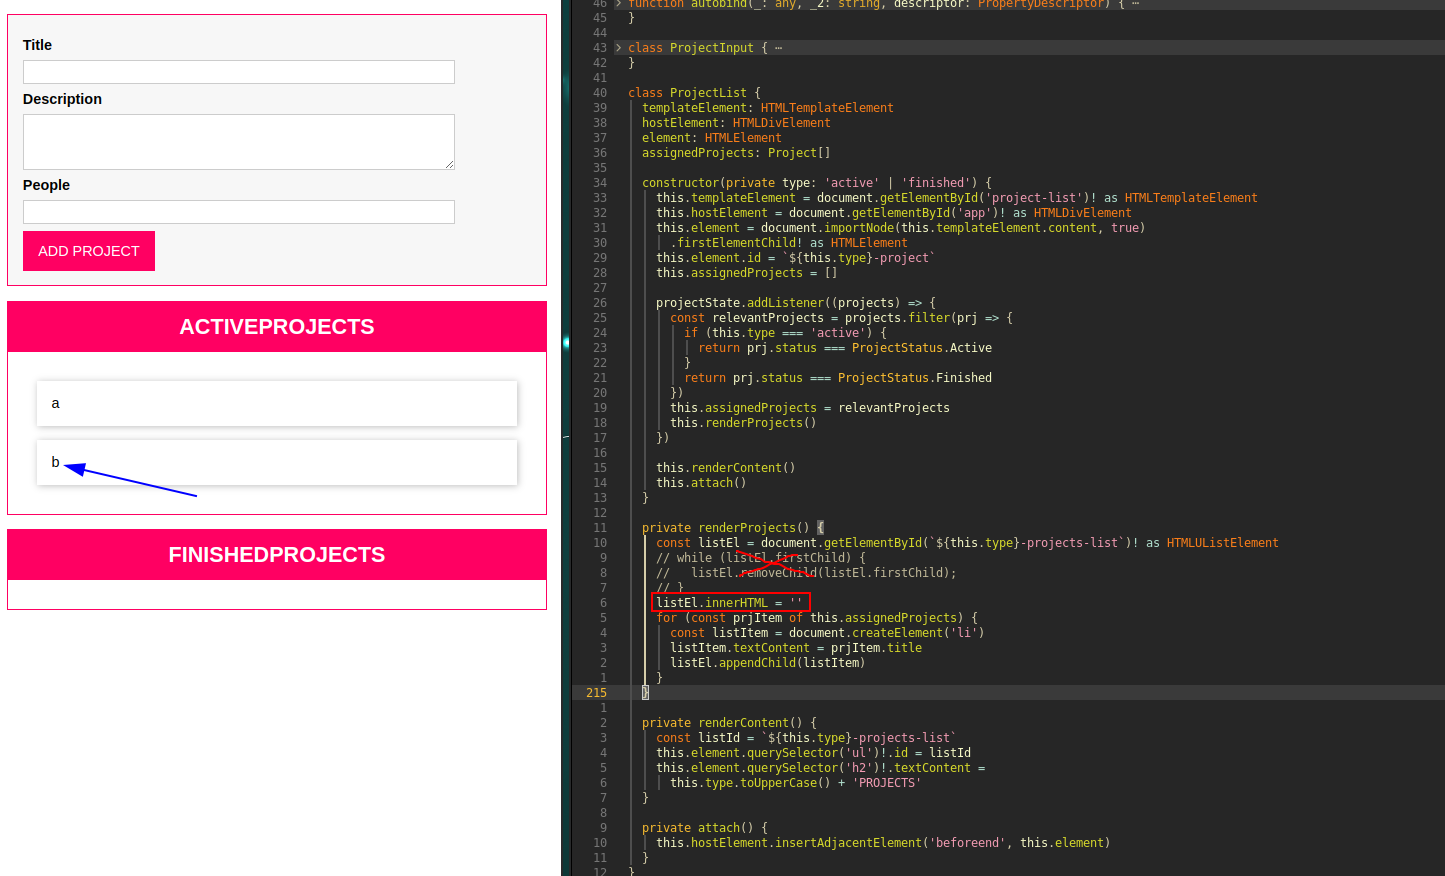 Title
Description
People
ADD PROJECT
ACTIVEPROJECTS
a
b
FINISHEDPROJECTS
46 > function autobind(_: any, _2: string, descriptor: PropertyDescriptor) { ⋯
45 }
44
43 > class ProjectInput { ⋯
42 }
41
40 class ProjectList {
39 templateElement: HTMLTemplateElement
38 hostElement: HTMLDivElement
37 element: HTMLElement
36 assignedProjects: Project[]
35
34 constructor(private type: 'active' | 'finished') {
33 this.templateElement = document.getElementById('project-list')! as HTMLTemplateElement
32 this.hostElement = document.getElementById('app')! as HTMLDivElement
31 this.element = document.importNode(this.templateElement.content, true)
30 .firstElementChild! as HTMLElement
29 this.element.id = `${this.type}-project`
28 this.assignedProjects = []
27
26 projectState.addListener((projects) => {
25 const relevantProjects = projects.filter(prj => {
24 if (this.type === 'active') {
23 return prj.status === ProjectStatus.Active
22 }
21 return prj.status === ProjectStatus.Finished
20 })
19 this.assignedProjects = relevantProjects
18 this.renderProjects()
17 })
16
15 this.renderContent()
14 this.attach()
13 }
12
11 private renderProjects() {
10 const listEl = document.getElementById(`${this.type}-projects-list`)! as HTMLUListElement
9 // while (listEl.firstChild) {
8 // listEl.removeChild(listEl.firstChild);
7 // }
6 listEl.innerHTML = ''
5 for (const prjItem of this.assignedProjects) {
4 const listItem = document.createElement('li')
3 listItem.textContent = prjItem.title
2 listEl.appendChild(listItem)
1 }
215 }
1
2 private renderContent() {
3 const listId = `${this.type}-projects-list`
4 this.element.querySelector('ul')!.id = listId
5 this.element.querySelector('h2')!.textContent =
6 this.type.toUpperCase() + 'PROJECTS'
7 }
8
9 private attach() {
10 this.hostElement.insertAdjacentElement('beforeend', this.element)
11 }
12 }